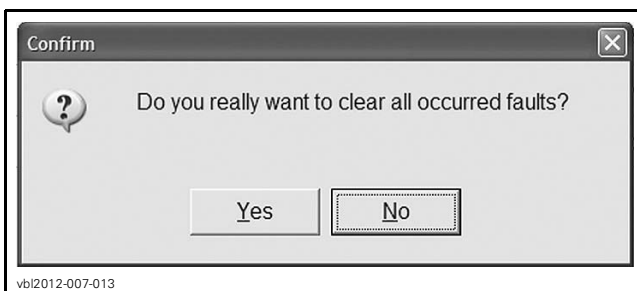 Confirm
Do you really want to clear all occurred faults?
Yes
No
vbl2012-007-013